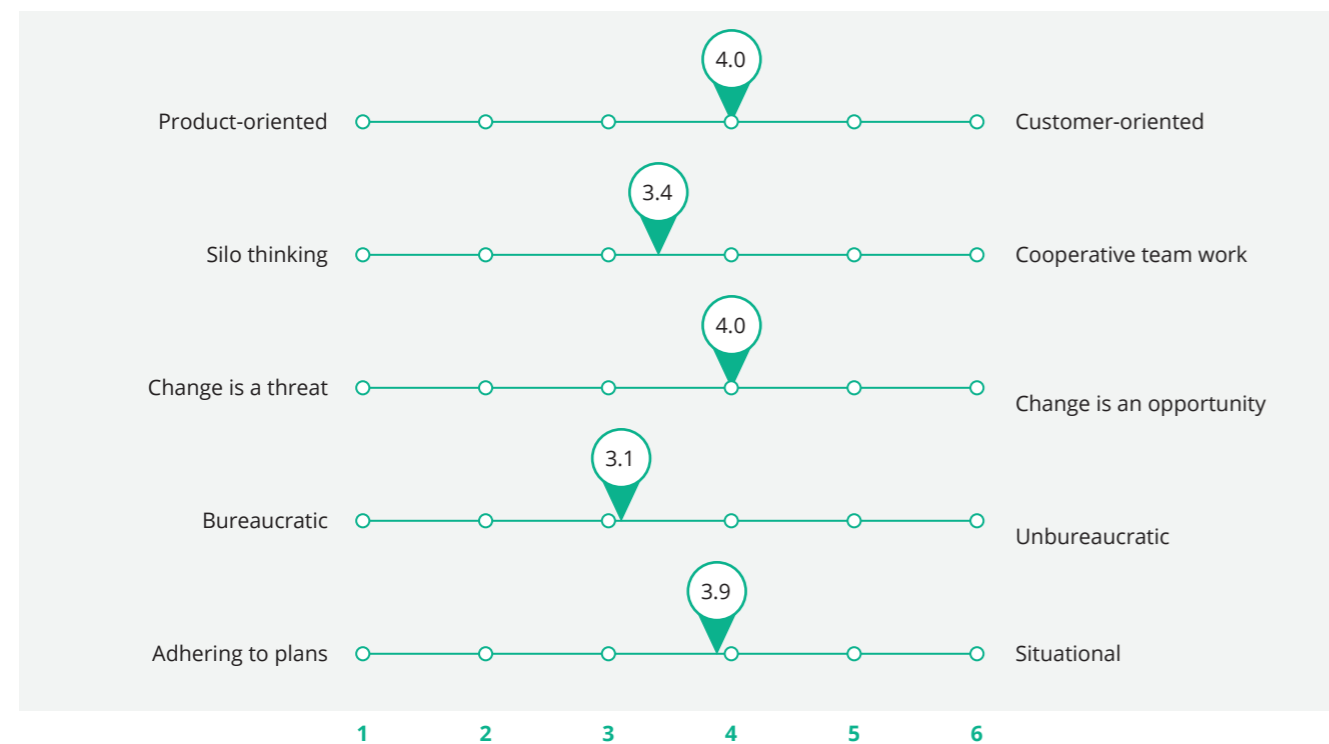 4.0
Product-oriented
Customer-oriented
3.4
Silo thinking
Cooperative team work
4.0
Change is a threat
Change is an opportunity
3.1
Bureaucratic
Unbureaucratic
3.9
Adhering to plans
Situational
1 2 3 4 5 6